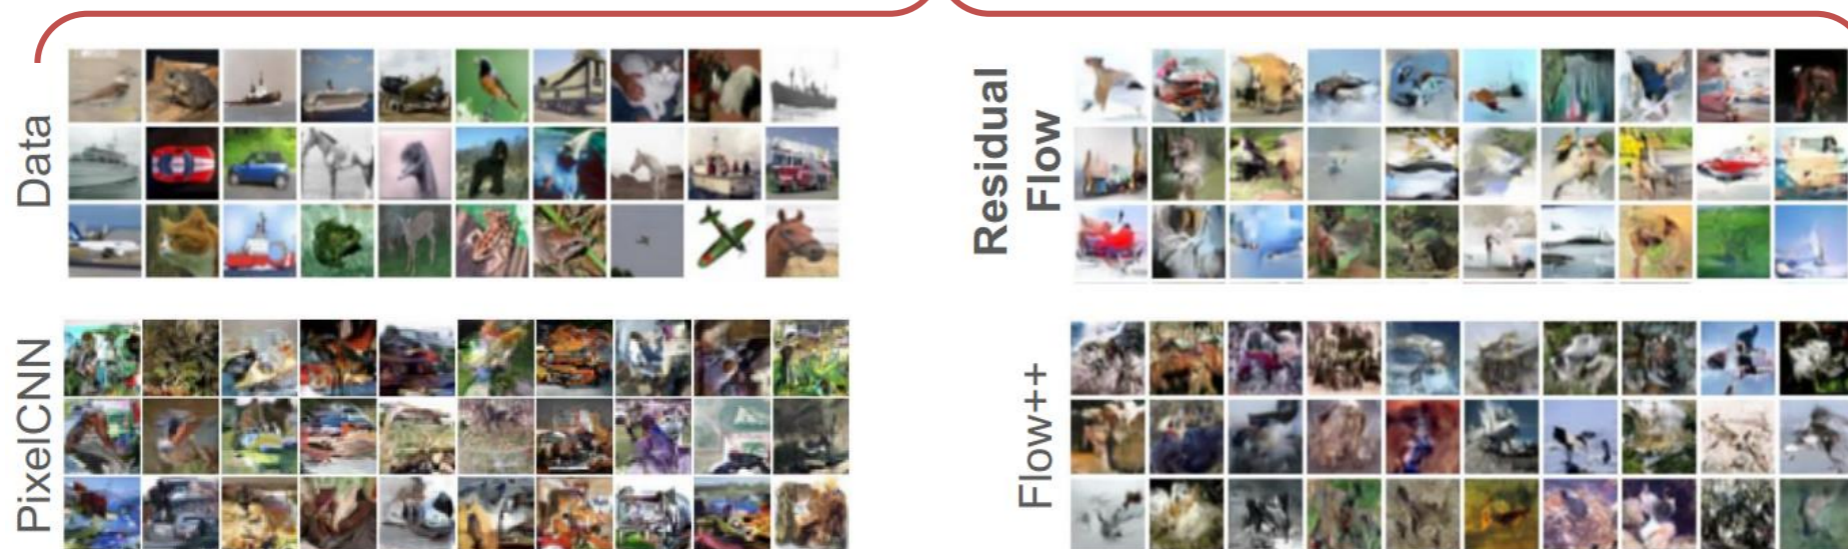 Data
Residual
Flow
PixelCNN
Flow++